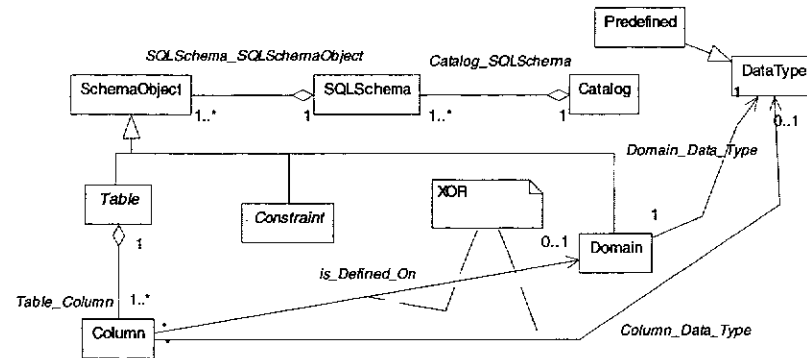 Predefined
SQLSchema_SQLSchemaObject
Catalog_SQLSchema
DataType
SchemaObject
SQLSchema
Catalog
1..*
1
1..*
1
1
0..1
Domain_Data_Type
Table
Constraint
XOR
1
1
0..1
Domain
is_Defined_On
Table_Column
1..*
Column
*
*
Column_Data_Type